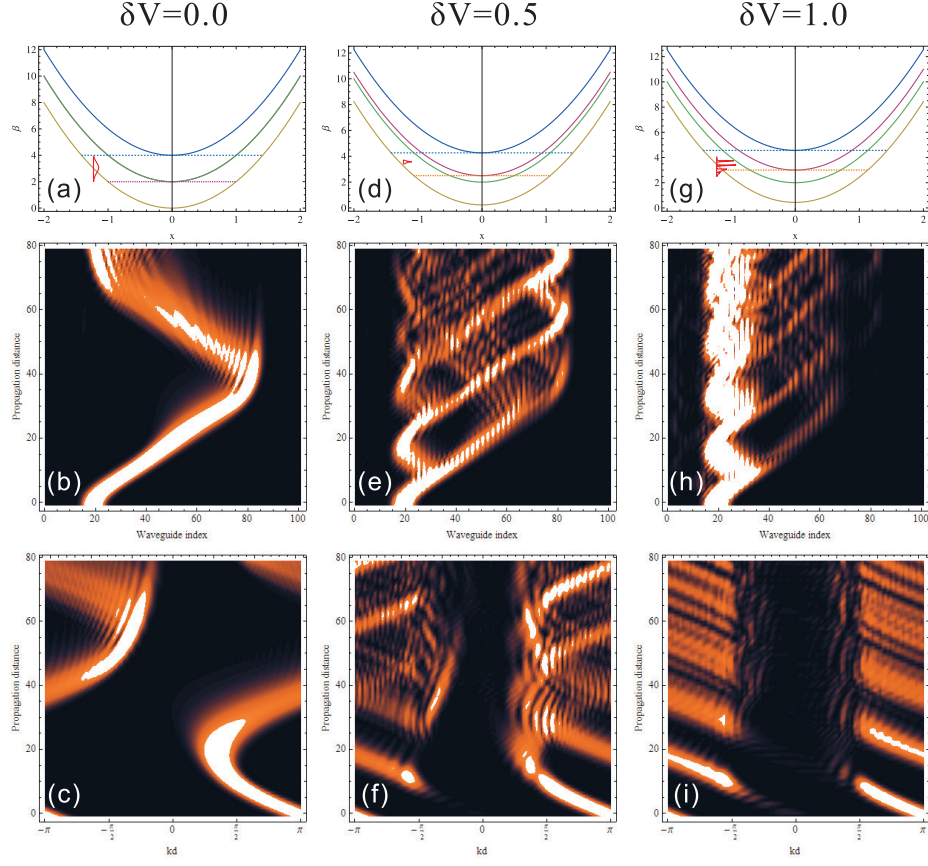 δV=0.0 δV=0.5 δV=1.0
12
10
8
6
4
2
0
β
(a)
−2 −1 0 1 2
x
12
10
8
6
4
2
0
β
(d)
−2 −1 0 1 2
x
12
10
8
6
4
2
0
β
(g)
−2 −1 0 1 2
x
80
60
40
20
0
Propagation distance
(b)
0 20 40 60 80 100
Waveguide index
80
60
40
20
0
Propagation distance
(e)
0 20 40 60 80 100
Waveguide index
80
60
40
20
0
Propagation distance
(h)
0 20 40 60 80 100
Waveguide index
80
60
40
20
0
Propagation distance
(c)
−π −π/2 0 π/2 π
kd
80
60
40
20
0
Propagation distance
(f)
−π −π/2 0 π/2 π
kd
80
60
40
20
0
Propagation distance
(i)
−π −π/2 0 π/2 π
kd